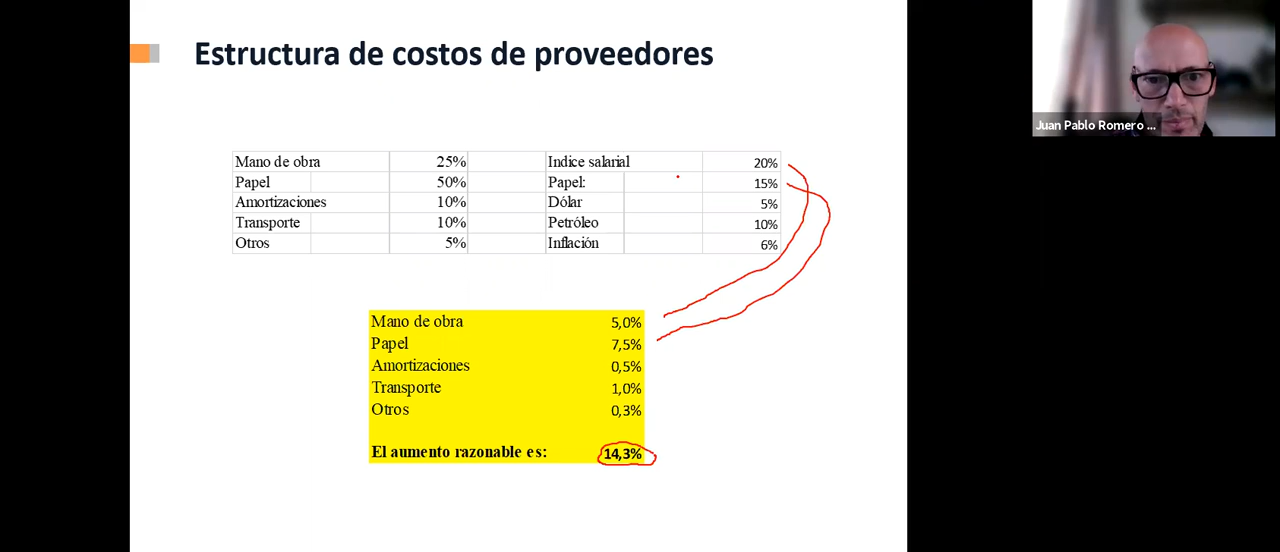 Estructura de costos de proveedores
Juan Pablo Romero ...
Mano de obra 25% Indice salarial 20%
Papel 50% Papel: 15%
Amortizaciones 10% Dólar 5%
Transporte 10% Petróleo 10%
Otros 5% Inflación 6%
Mano de obra 5,0%
Papel 7,5%
Amortizaciones 0,5%
Transporte 1,0%
Otros 0,3%
El aumento razonable es: 14,3%